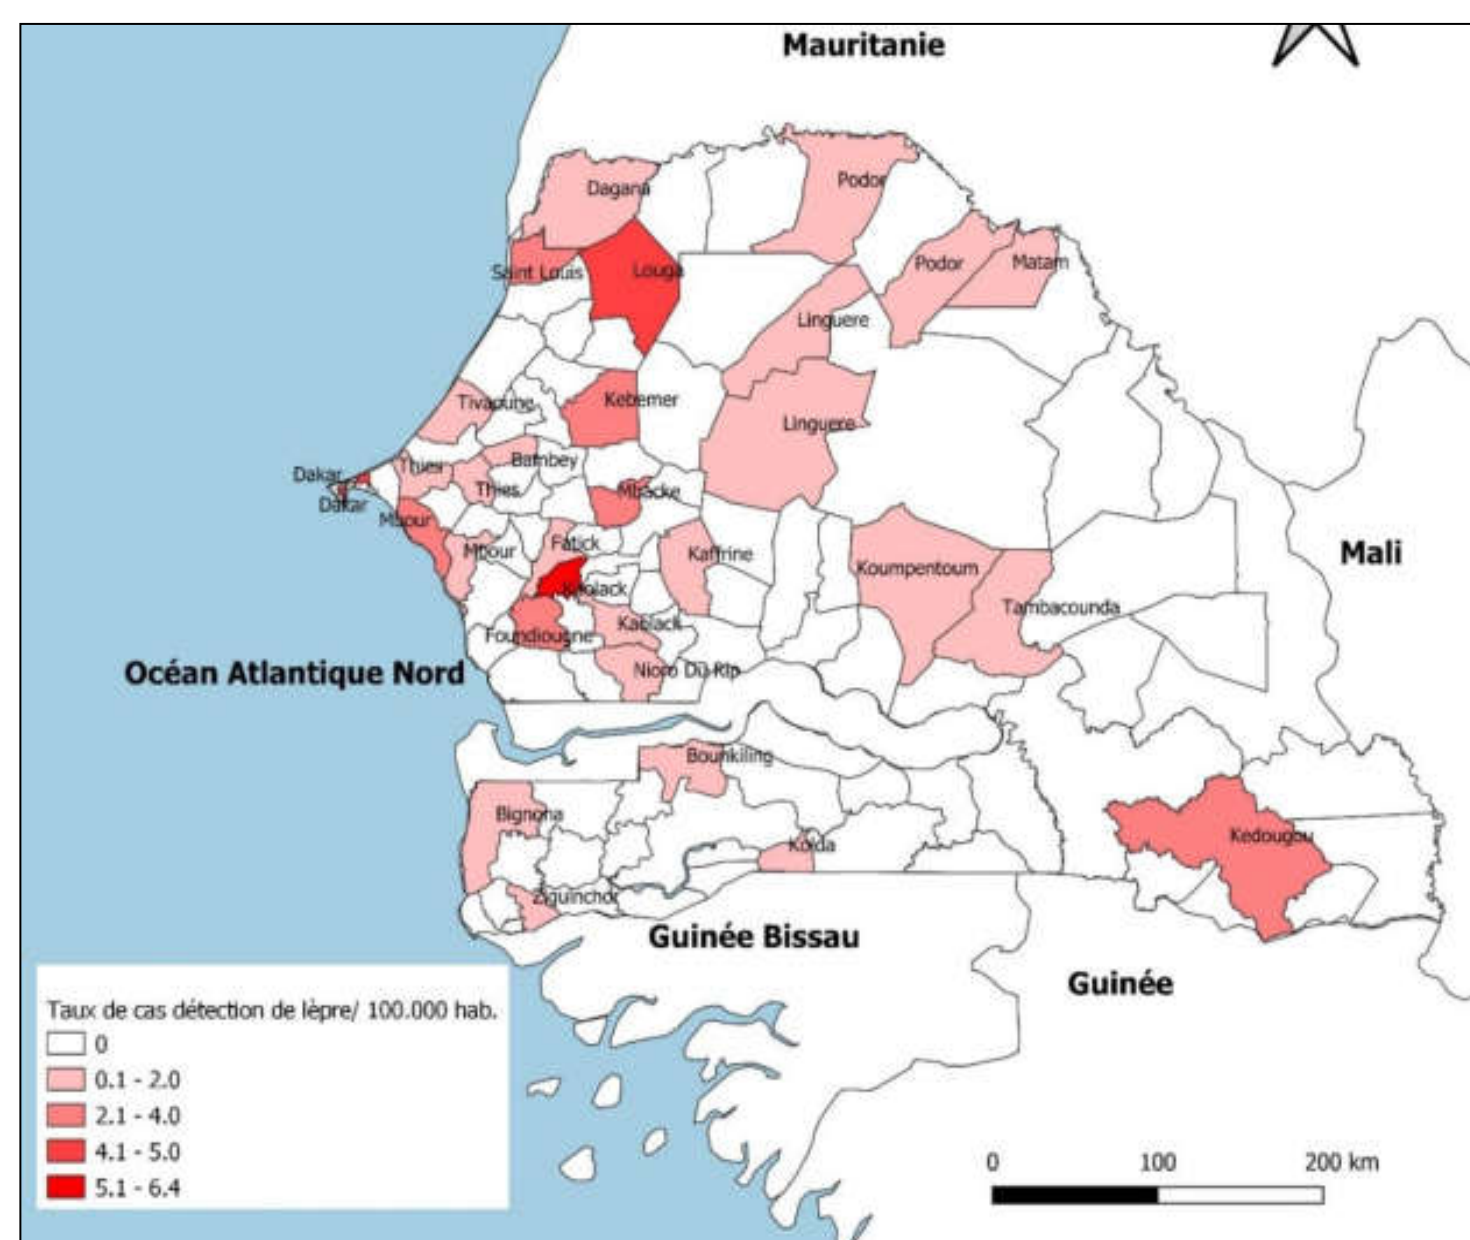 Mauritanie
Podor
Dagana
Podor
Matam
Saint Louis
Louga
Linguere
Tivaoune
Kebemer
Linguere
Thies
Bambey
Dakar
Thies
Mbacke
Dakar
Mbour
Mbour
Fatick
Kaffrine
Mali
Koumpentoum
Kaolack
Tambacounda
Kaolack
Foundiougne
Océan Atlantique Nord
Nioro Du Rip
Bounkiling
Bignona
Kedougou
Kolda
Ziguinchor
Guinée Bissau
Guinée
Taux de cas détection de lèpre/ 100.000 hab.
0
0.1 - 2.0
2.1 - 4.0
4.1 - 5.0
5.1 - 6.4
0 100 200 km